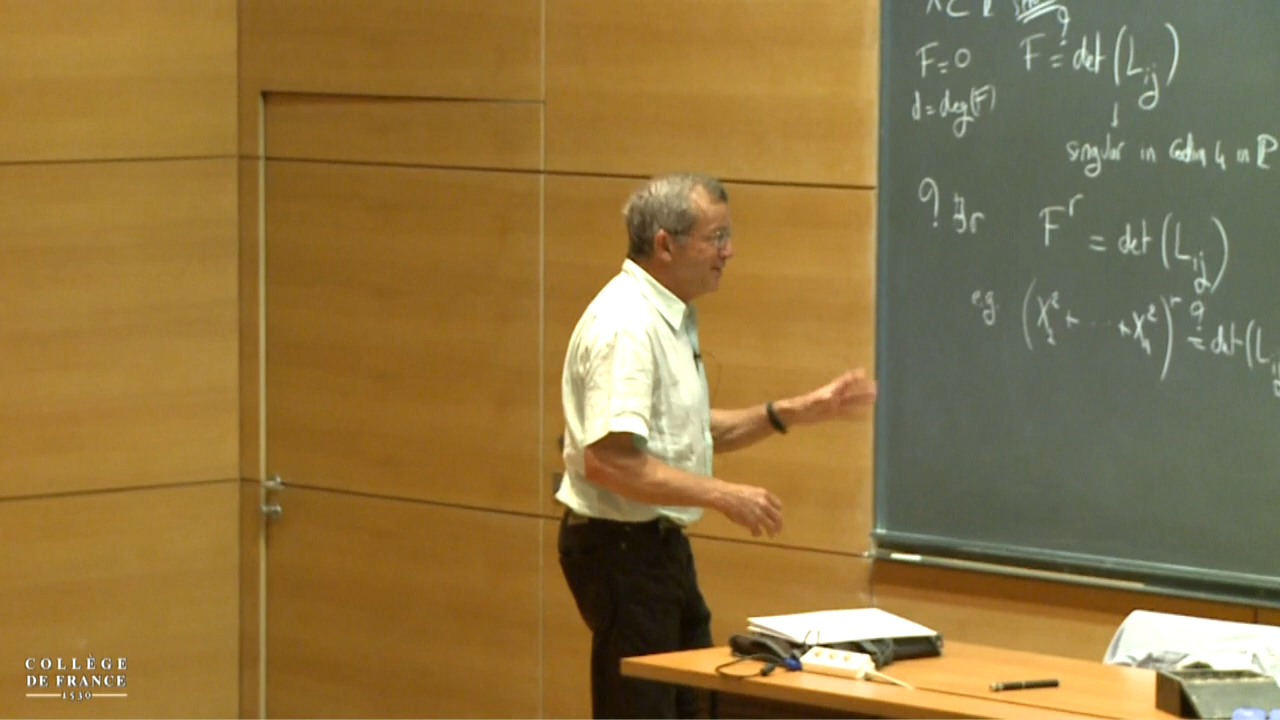 F=0 F = det (L_ij) ?
d=deg(F)
singular in codim 4 in P
? ∃r F^r = det (L_ij)
e.g. (X_1^2 + ... + X_n^2)^r ?= det (L_ij
COLLÈGE
DE FRANCE
1530